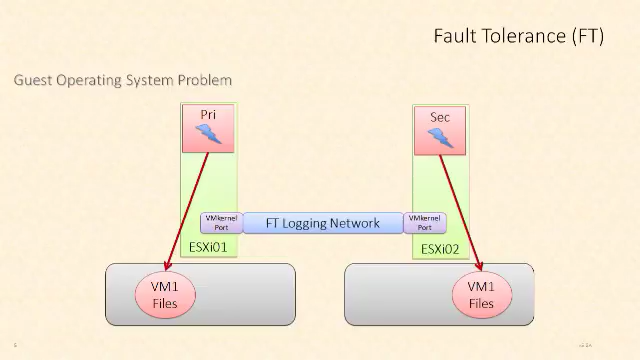 Fault Tolerance (FT)
Guest Operating System Problem
Pri
Sec
VMkernel
Port
FT Logging Network
VMkernel
Port
ESXi01
ESXi02
VM1
Files
VM1
Files